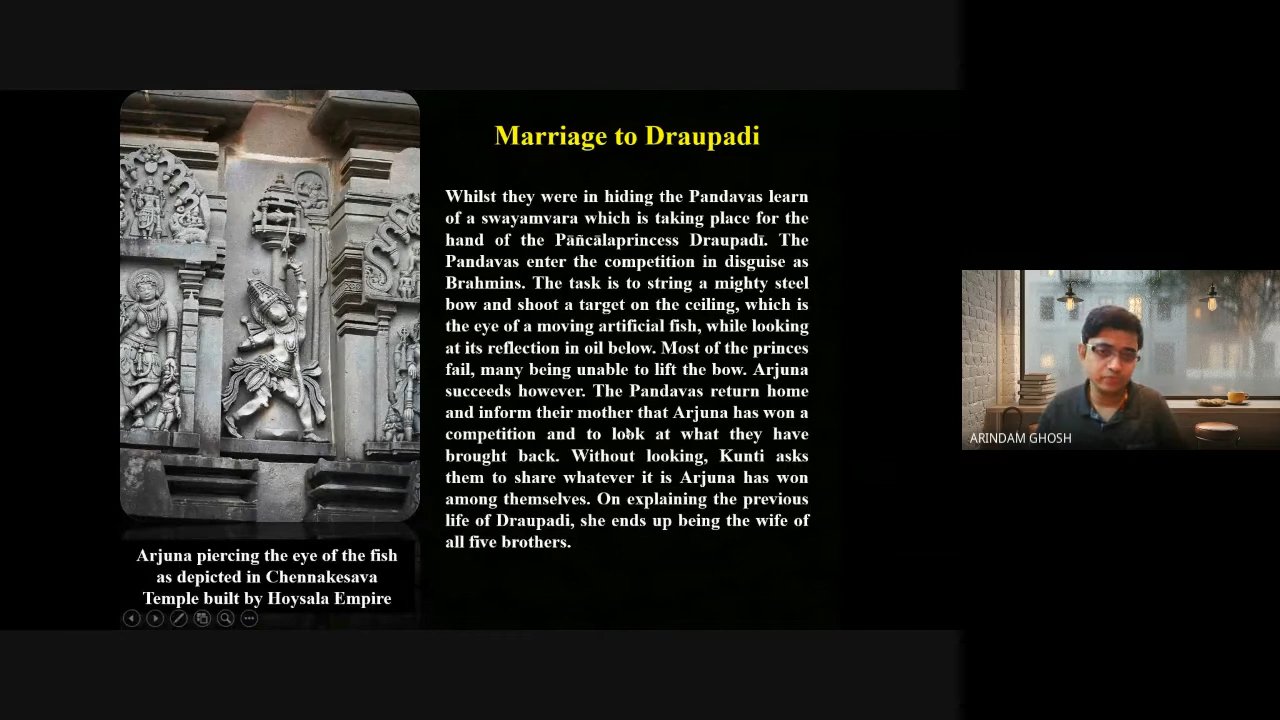 Marriage to Draupadi
Whilst they were in hiding the Pandavas learn
of a swayamvara which is taking place for the
hand of the Pāñcālaprincess Draupadī. The
Pandavas enter the competition in disguise as
Brahmins. The task is to string a mighty steel
bow and shoot a target on the ceiling, which is
the eye of a moving artificial fish, while looking
at its reflection in oil below. Most of the princes
fail, many being unable to lift the bow. Arjuna
succeeds however. The Pandavas return home
and inform their mother that Arjuna has won a
competition and to look at what they have
brought back. Without looking, Kunti asks
them to share whatever it is Arjuna has won
among themselves. On explaining the previous
life of Draupadi, she ends up being the wife of
all five brothers.
Arjuna piercing the eye of the fish
as depicted in Chennakesava
Temple built by Hoysala Empire
ARINDAM GHOSH